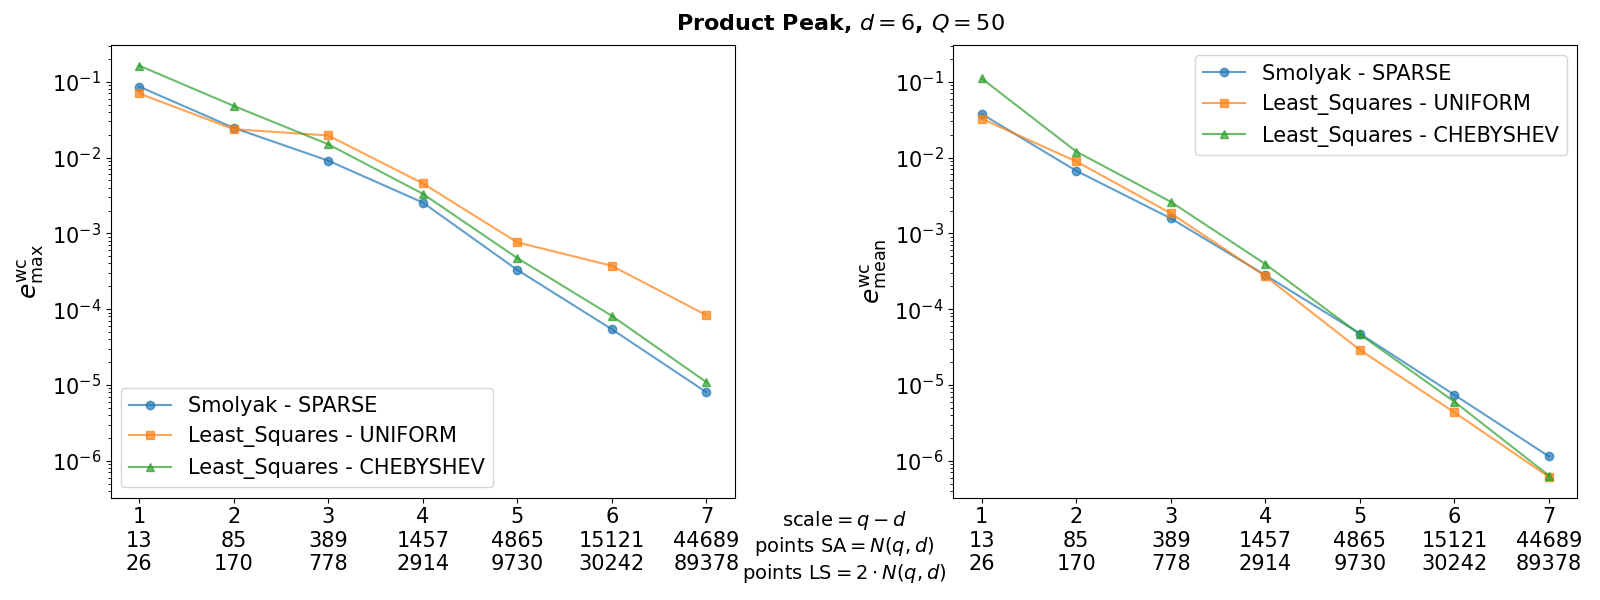 Product Peak, d = 6, Q = 50
e^wc_max
10^−1
10^−2
10^−3
10^−4
10^−5
10^−6
Smolyak - SPARSE
Least_Squares - UNIFORM
Least_Squares - CHEBYSHEV
1 2 3 4 5 6 7
13 85 389 1457 4865 15121 44689
26 170 778 2914 9730 30242 89378
scale = q − d
points SA = N(q, d)
points LS = 2 · N(q, d)
e^wc_mean
10^−1
10^−2
10^−3
10^−4
10^−5
10^−6
Smolyak - SPARSE
Least_Squares - UNIFORM
Least_Squares - CHEBYSHEV
1 2 3 4 5 6 7
13 85 389 1457 4865 15121 44689
26 170 778 2914 9730 30242 89378